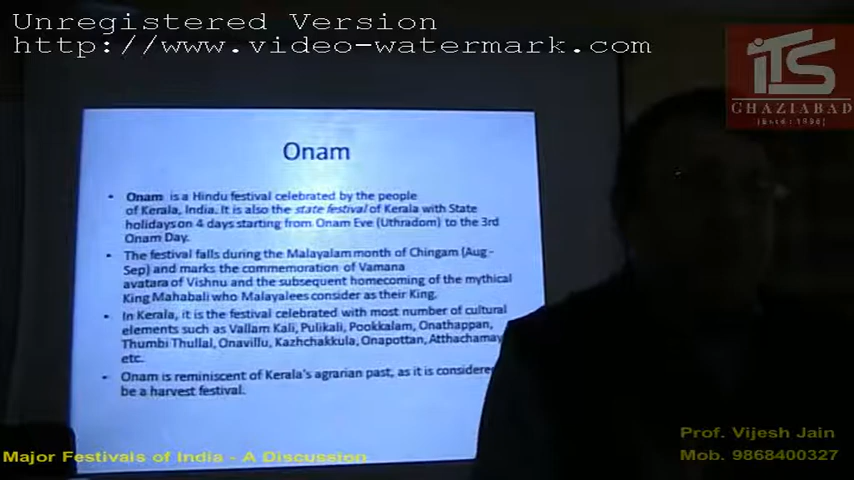 Unregistered Version
http://www.video-watermark.com
iTS
GHAZIABAD
(Estd : 1995)
Onam
• Onam is a Hindu festival celebrated by the people
of Kerala, India. It is also the state festival of Kerala with State
holidays on 4 days starting from Onam Eve (Uthradom) to the 3rd
Onam Day.
• The festival falls during the Malayalam month of Chingam (Aug -
Sep) and marks the commemoration of Vamana
avatara of Vishnu and the subsequent homecoming of the mythical
King Mahabali who Malayalees consider as their King.
• In Kerala, it is the festival celebrated with most number of cultural
elements such as Vallam Kali, Pulikali, Pookkalam, Onathappan,
Thumbi Thullal, Onavillu, Kazhchakkula, Onapottan, Atthachamay
etc.
• Onam is reminiscent of Kerala's agrarian past, as it is considere
be a harvest festival.
Prof. Vijesh Jain
Major Festivals of India - A Discussion
Mob. 9868400327